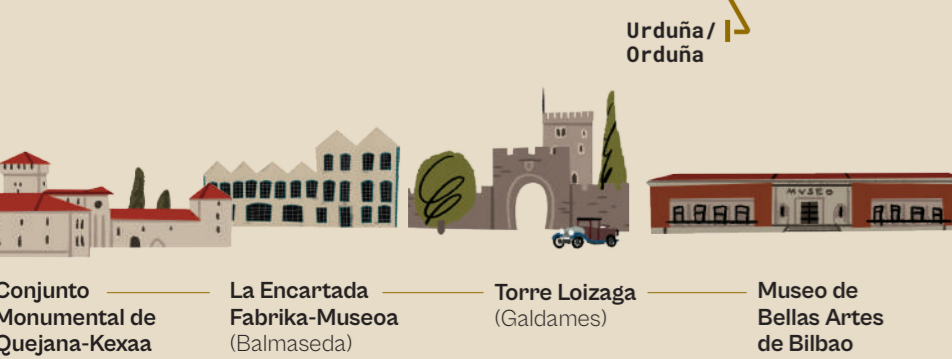 Urduña/
Orduña
MUSEO
Conjunto
Monumental de
Quejana-Kexaa
La Encartada
Fabrika-Museoa
(Balmaseda)
Torre Loizaga
(Galdames)
Museo de
Bellas Artes
de Bilbao